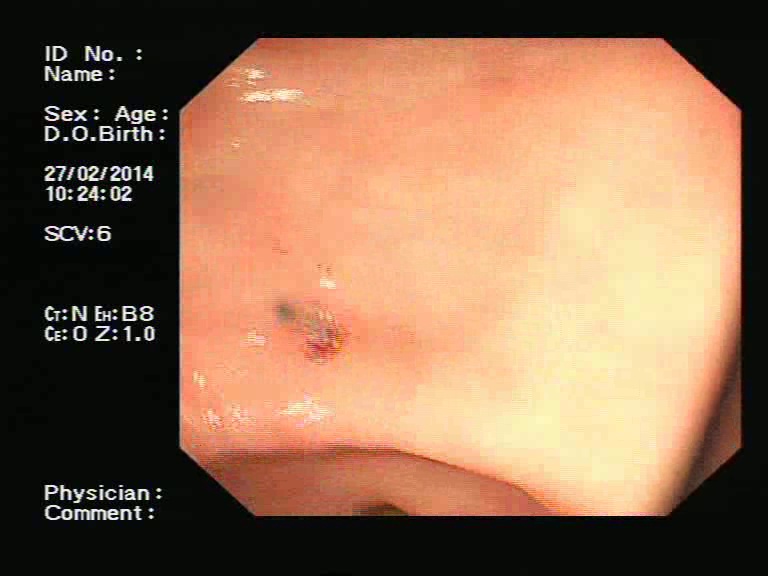 ID No. :
Name:
Sex: Age:
D.O.Birth:
27/02/2014
10:24:02
SCV:6
CT:N EH:B8
CE:0 Z:1.0
Physician:
Comment: